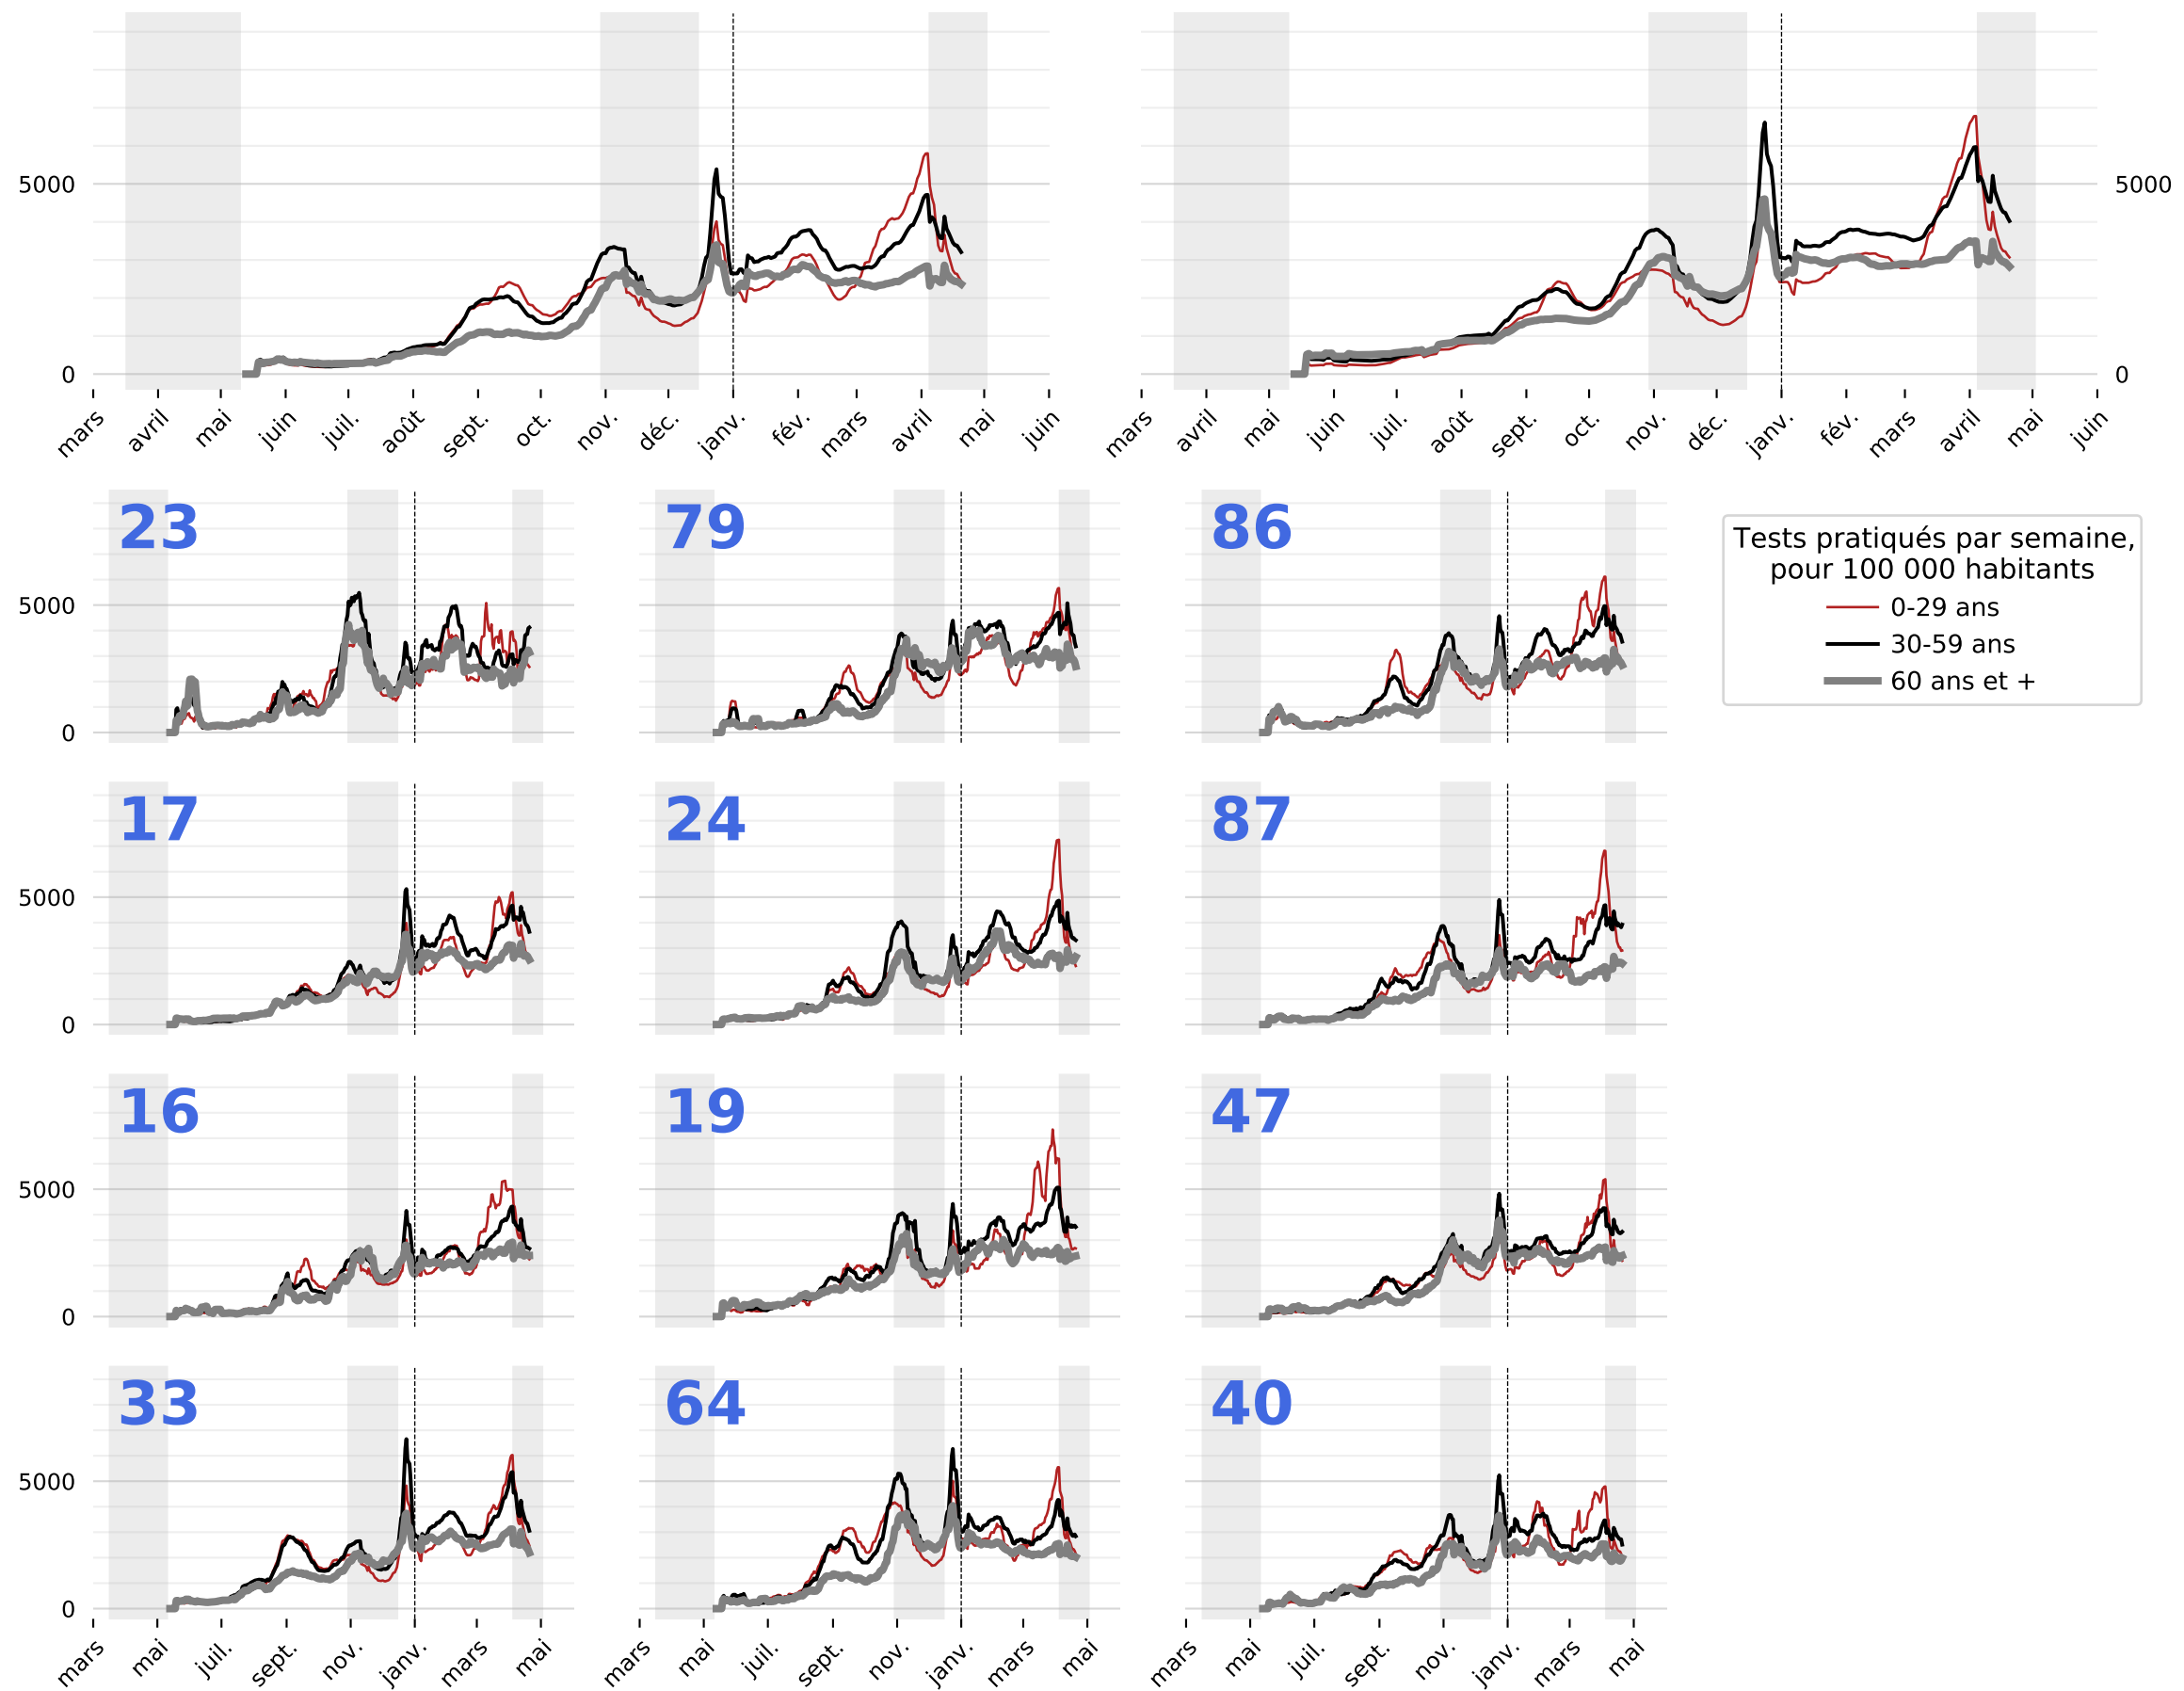 5000
0
mars avril mai juin juil. août sept. oct. nov. déc. janv. fév. mars avril mai juin
5000
0
mars avril mai juin juil. août sept. oct. nov. déc. janv. fév. mars avril mai juin
23
5000
0
79
86
Tests pratiqués par semaine,
pour 100 000 habitants
0-29 ans
30-59 ans
60 ans et +
17
5000
0
24
87
16
5000
0
19
47
33
5000
0
64
40
mars mai juil. sept. nov. janv. mars mai
mars mai juil. sept. nov. janv. mars mai
mars mai juil. sept. nov. janv. mars mai